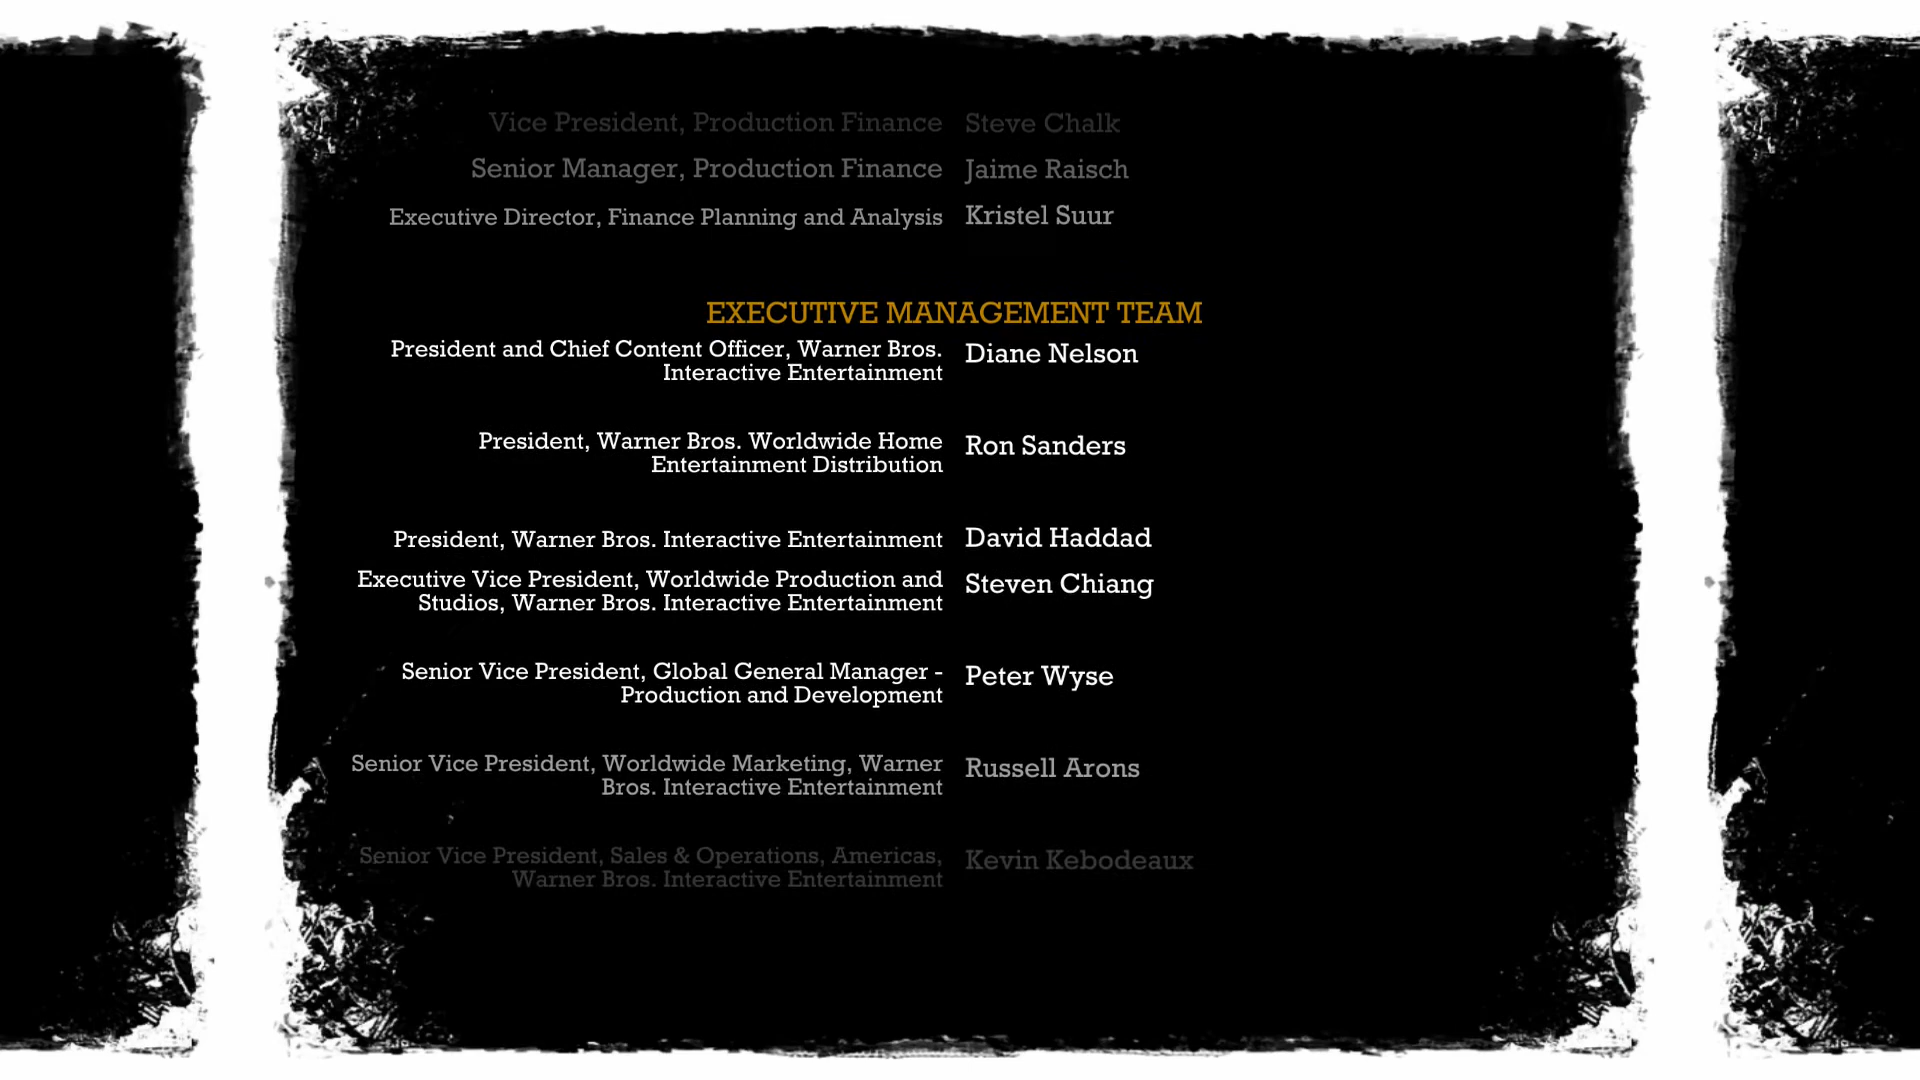 Vice President, Production Finance Steve Chalk
Senior Manager, Production Finance Jaime Raisch
Executive Director, Finance Planning and Analysis Kristel Suur
EXECUTIVE MANAGEMENT TEAM
President and Chief Content Officer, Warner Bros. Diane Nelson
Interactive Entertainment
President, Warner Bros. Worldwide Home Ron Sanders
Entertainment Distribution
President, Warner Bros. Interactive Entertainment David Haddad
Executive Vice President, Worldwide Production and Steven Chiang
Studios, Warner Bros. Interactive Entertainment
Senior Vice President, Global General Manager - Peter Wyse
Production and Development
Senior Vice President, Worldwide Marketing, Warner Russell Arons
Bros. Interactive Entertainment
Senior Vice President, Sales & Operations, Americas, Kevin Kebodeaux
Warner Bros. Interactive Entertainment